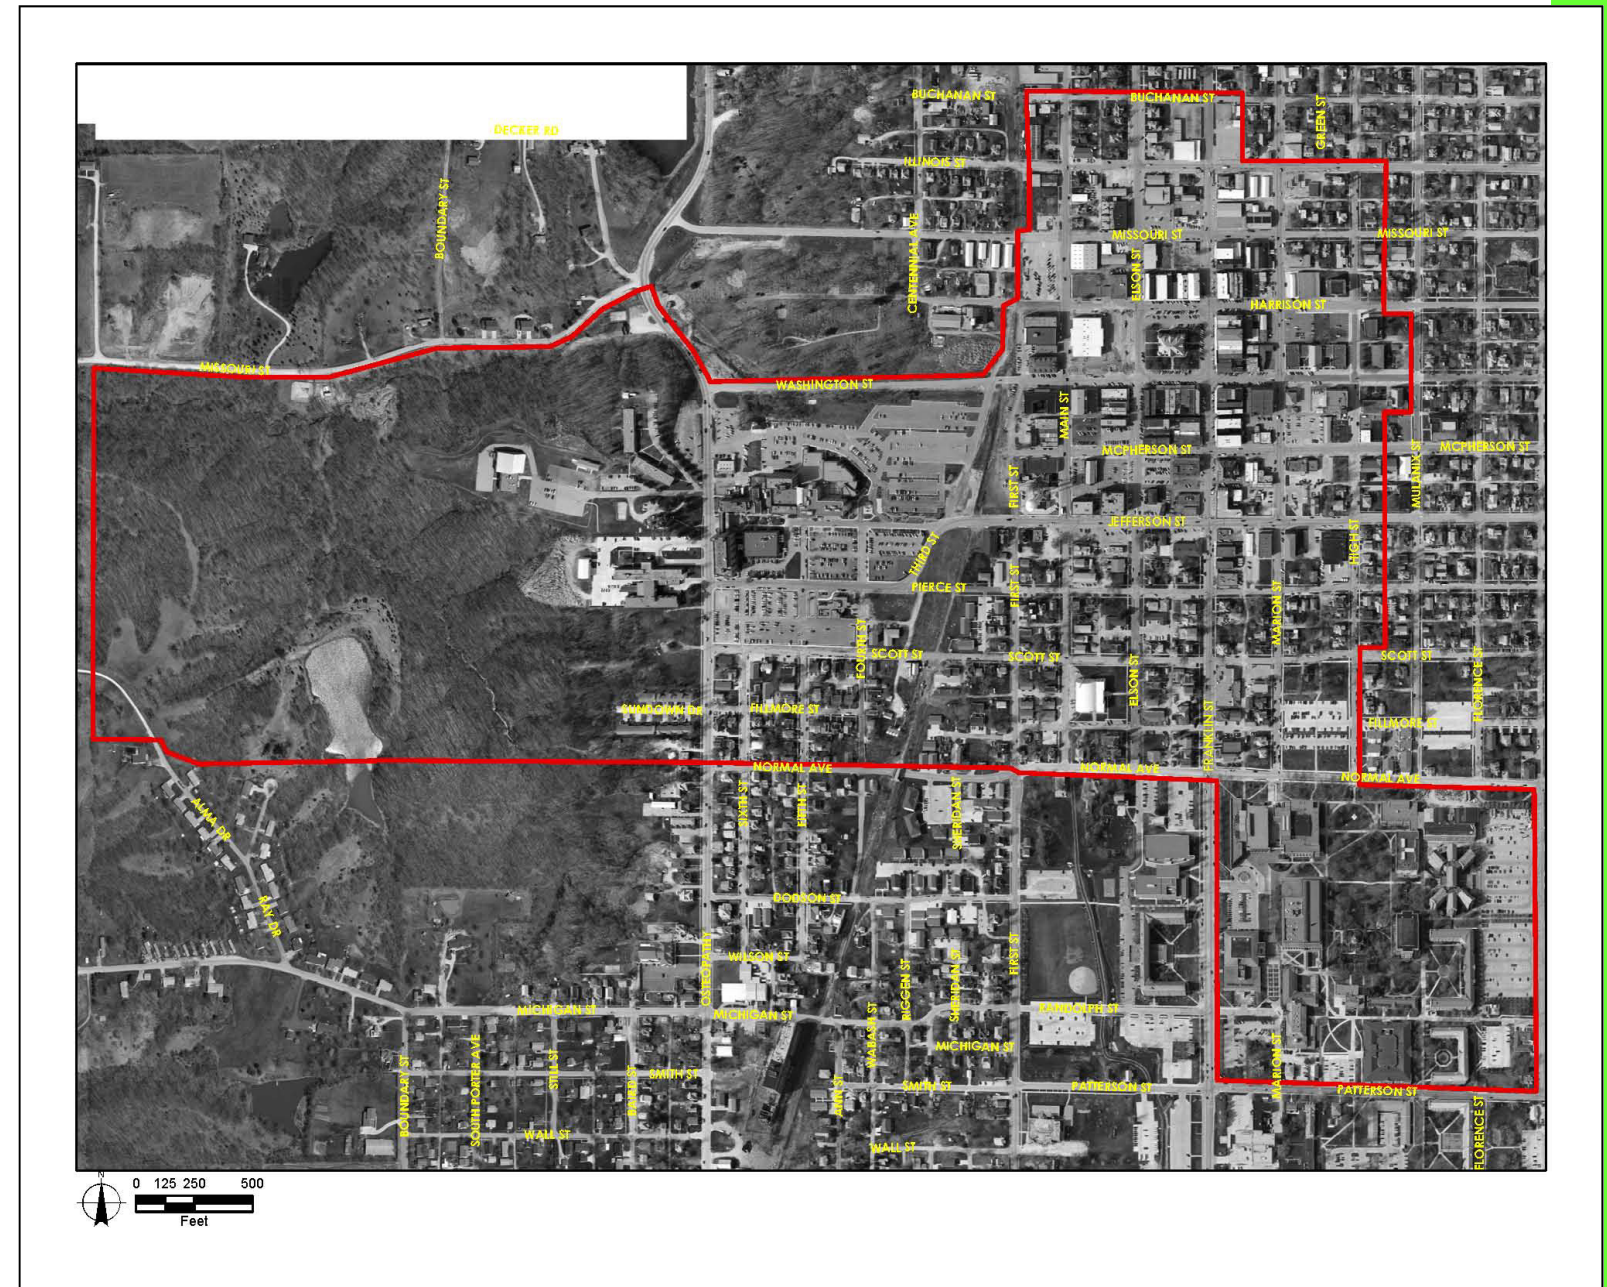 BUCHANAN ST
BUCHANAN ST
GREEN ST
DECKER RD
ILLINOIS ST
BOUNDARY ST
CENTENNIAL AVE
MISSOURI ST
MISSOURI ST
ELSON ST
HARRISON ST
MISSOURI ST
WASHINGTON ST
MAIN ST
MCPHERSON ST
MCPHERSON ST
MULANIX ST
FIRST ST
JEFFERSON ST
HIGH ST
THIRD ST
PIERCE ST
FIRST ST
MARION ST
FOURTH ST
SCOTT ST
SCOTT ST
SCOTT ST
ELSON ST
FLORENCE ST
SUNDOWN DR
FILLMORE ST
FILLMORE ST
FRANKLIN ST
NORMAL AVE
NORMAL AVE
NORMAL AVE
SIXTH ST
FIFTH ST
SHERIDAN ST
ALMA DR
DODSON ST
RAY DR
OSTEOPATHY
WILSON ST
FIRST ST
RIGGEN ST
SHERIDAN ST
MICHIGAN ST
MICHIGAN ST
RANDOLPH ST
WABASH ST
MICHIGAN ST
MARION ST
BOUNDARY ST
SOUTH PORTER AVE
STILL ST
BAIRD ST
SMITH ST
ANN ST
SMITH ST
PATTERSON ST
PATTERSON ST
WALL ST
WALL ST
FLORENCE ST
N
0 125 250 500
Feet